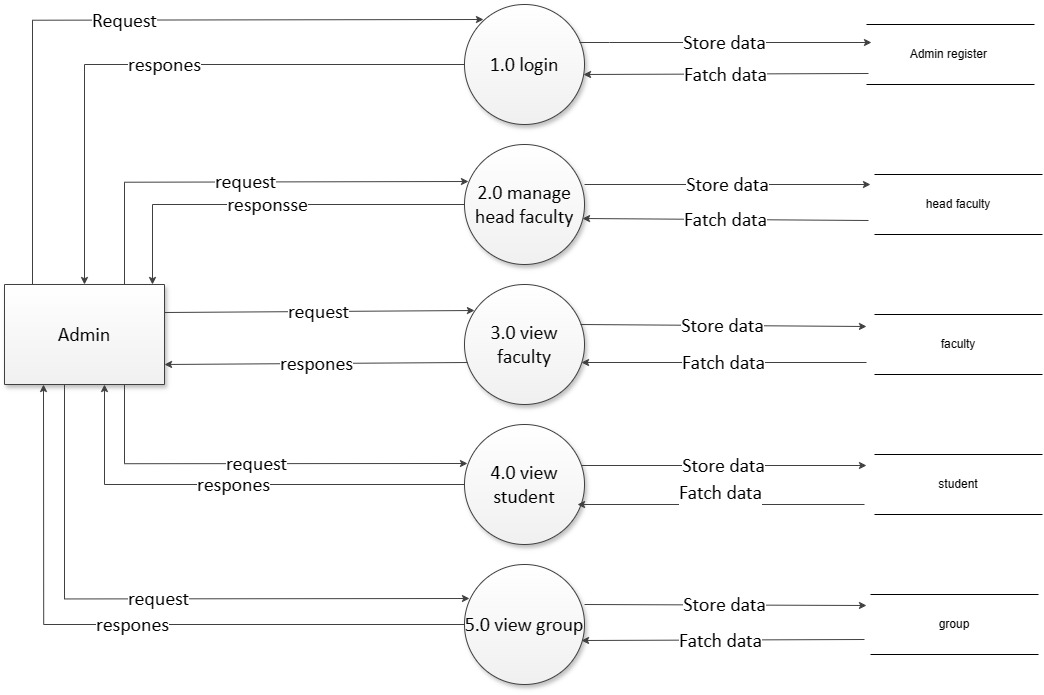 Request
respones
1.0 login
Store data
Fatch data
Admin register
request
responsse
2.0 manage
head faculty
Store data
Fatch data
head faculty
Admin
request
respones
3.0 view
faculty
Store data
Fatch data
faculty
request
respones
4.0 view
student
Store data
Fatch data
student
request
respones
5.0 view group
Store data
Fatch data
group